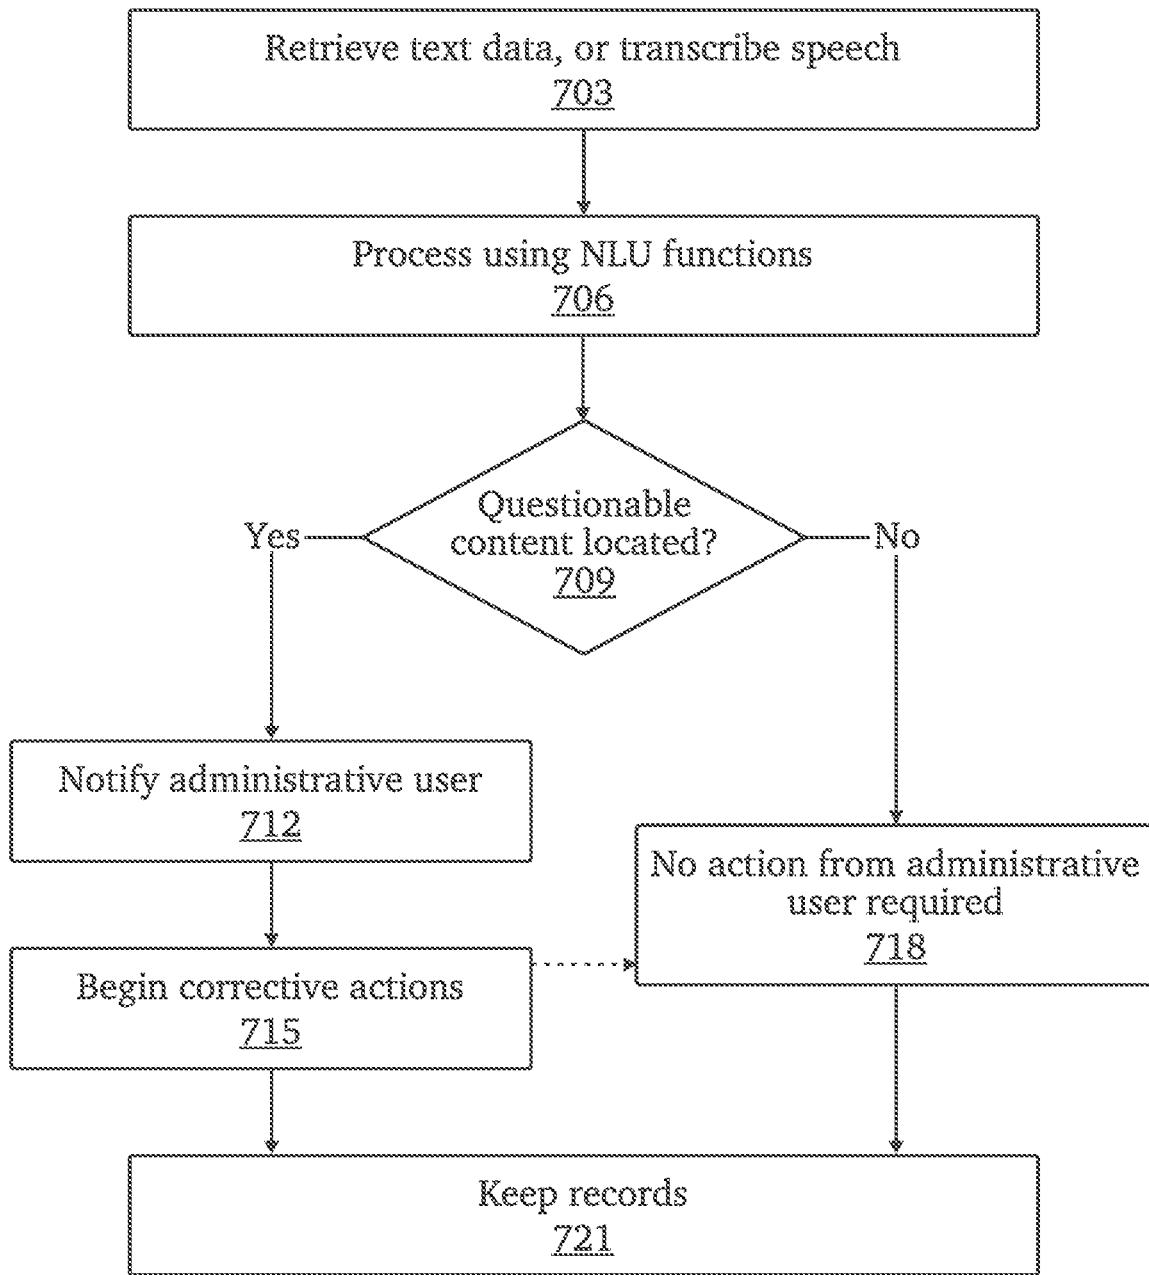 Retrieve text data, or transcribe speech
703
Process using NLU functions
706
Questionable
content located?
709
Yes
No
Notify administrative user
712
No action from administrative
user required
718
Begin corrective actions
715
Keep records
721